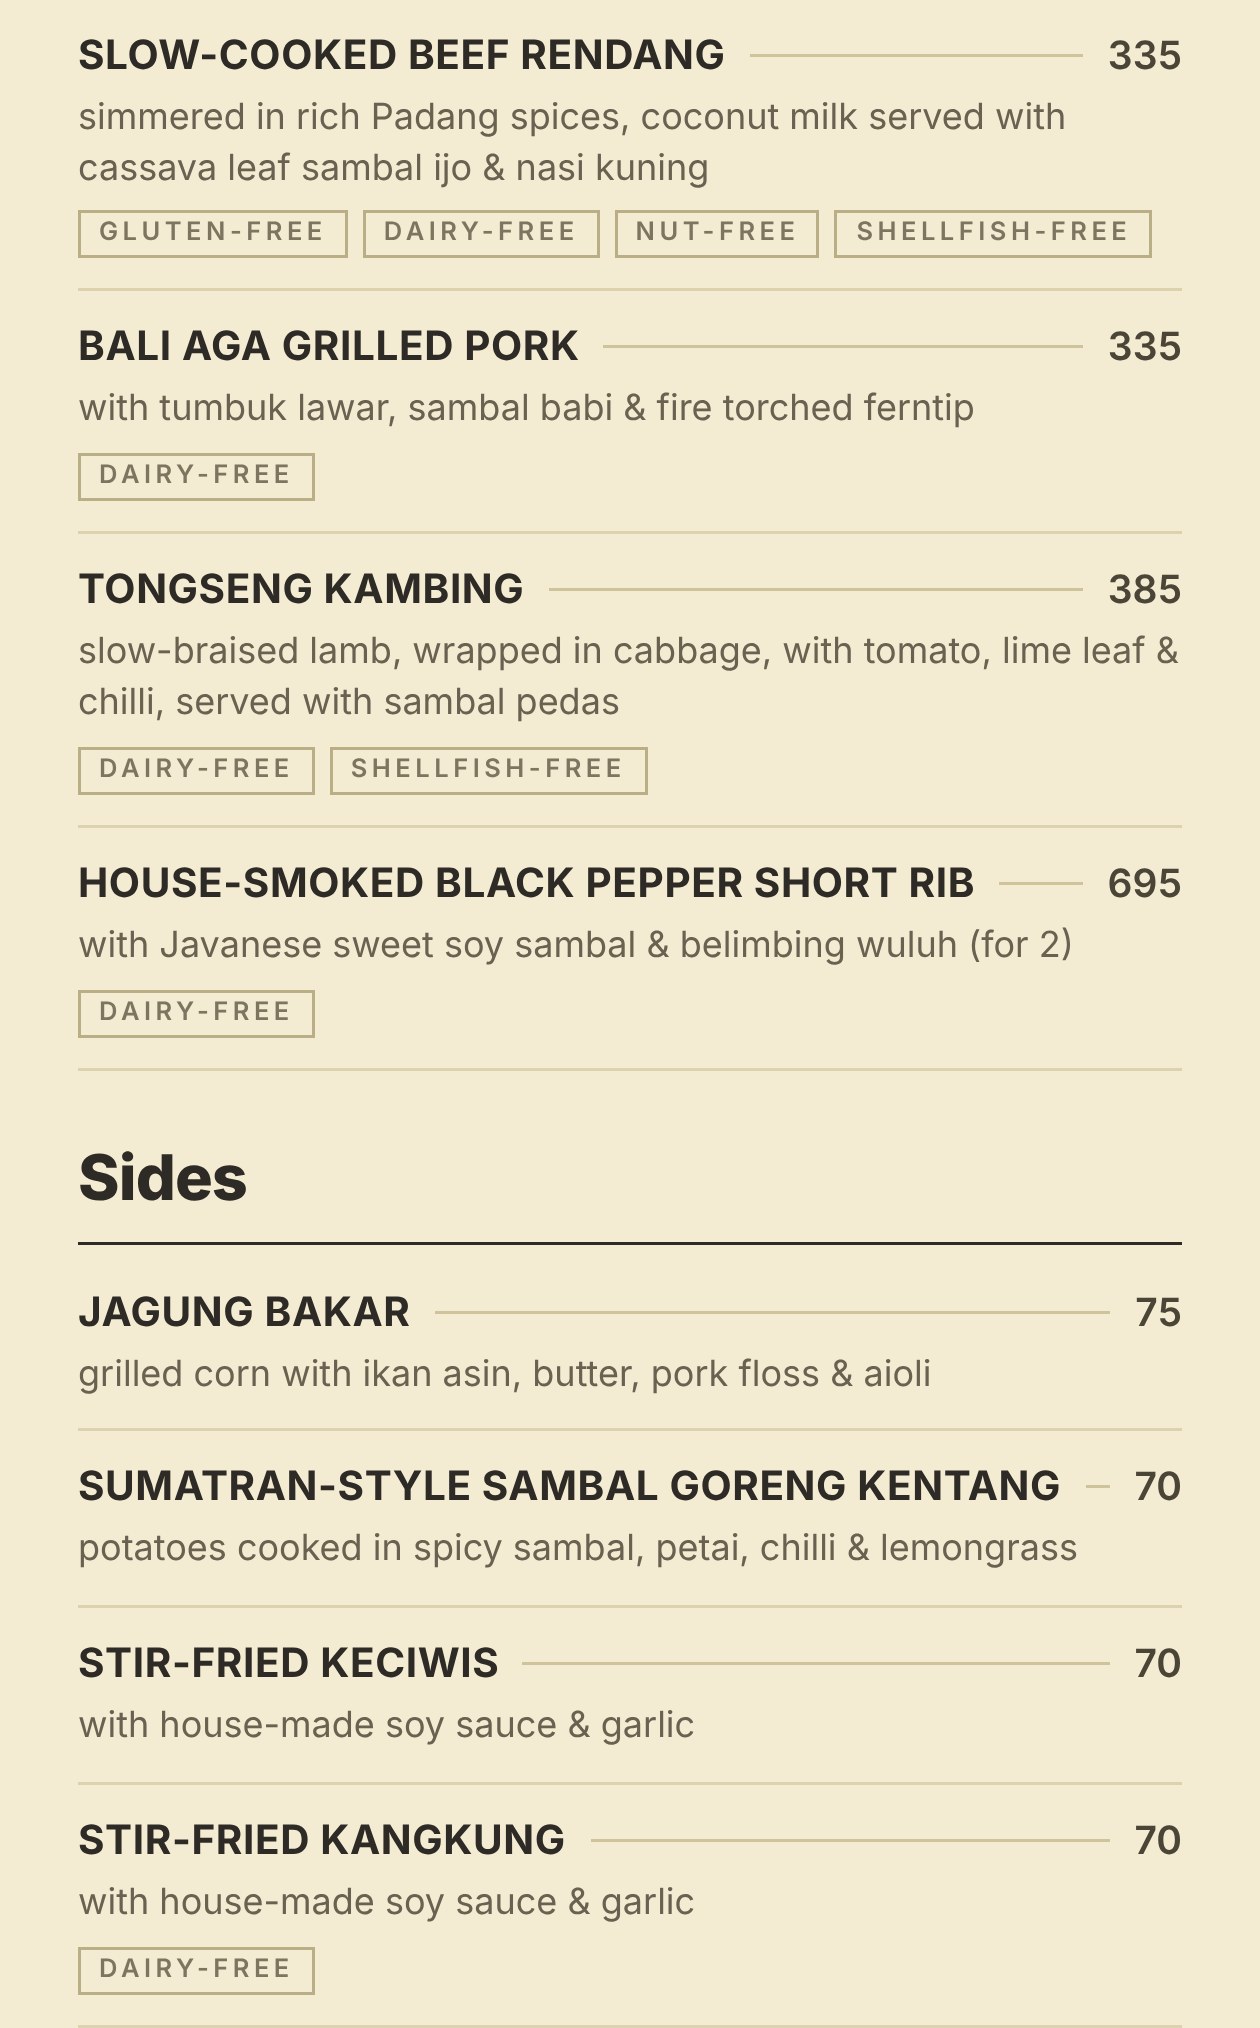 SLOW-COOKED BEEF RENDANG 335
simmered in rich Padang spices, coconut milk served with
cassava leaf sambal ijo & nasi kuning
GLUTEN-FREE DAIRY-FREE NUT-FREE SHELLFISH-FREE
BALI AGA GRILLED PORK 335
with tumbuk lawar, sambal babi & fire torched ferntip
DAIRY-FREE
TONGSENG KAMBING 385
slow-braised lamb, wrapped in cabbage, with tomato, lime leaf &
chilli, served with sambal pedas
DAIRY-FREE SHELLFISH-FREE
HOUSE-SMOKED BLACK PEPPER SHORT RIB 695
with Javanese sweet soy sambal & belimbing wuluh (for 2)
DAIRY-FREE
Sides
JAGUNG BAKAR 75
grilled corn with ikan asin, butter, pork floss & aioli
SUMATRAN-STYLE SAMBAL GORENG KENTANG 70
potatoes cooked in spicy sambal, petai, chilli & lemongrass
STIR-FRIED KECIWIS 70
with house-made soy sauce & garlic
STIR-FRIED KANGKUNG 70
with house-made soy sauce & garlic
DAIRY-FREE